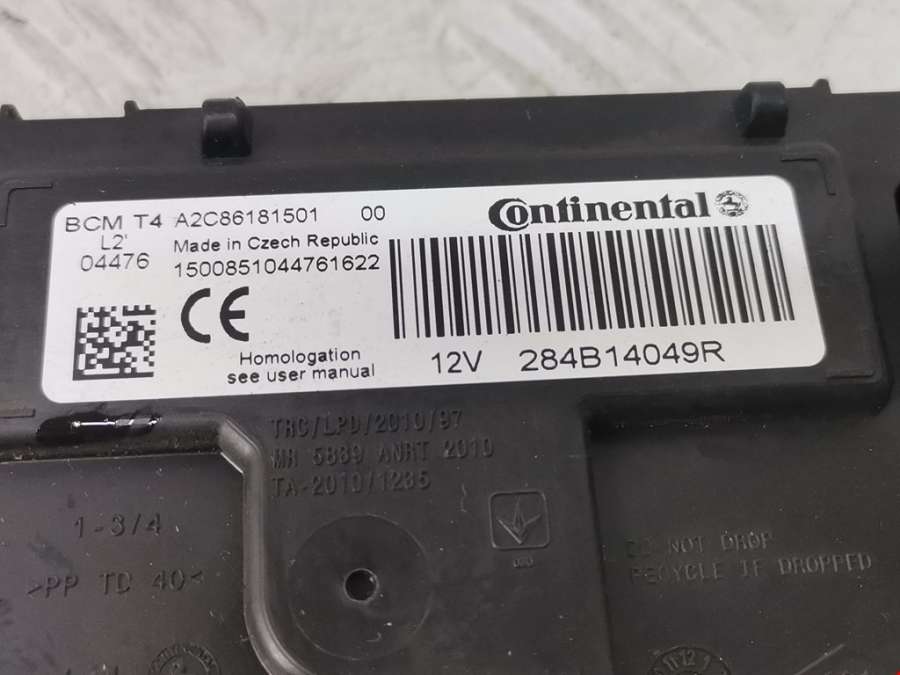 BCM T4 A2C86181501 00
L2'
04476
Made in Czech Republic
1500851044761622
CE
Homologation
see user manual
Continental
12V 284B14049R
TRC/LPD/2010/97
MR 5889 ANRT 2010
TA-2010/1235
1-3/4
>PP TD 40<
DO NOT DROP
RECYCLE IF DROPPED